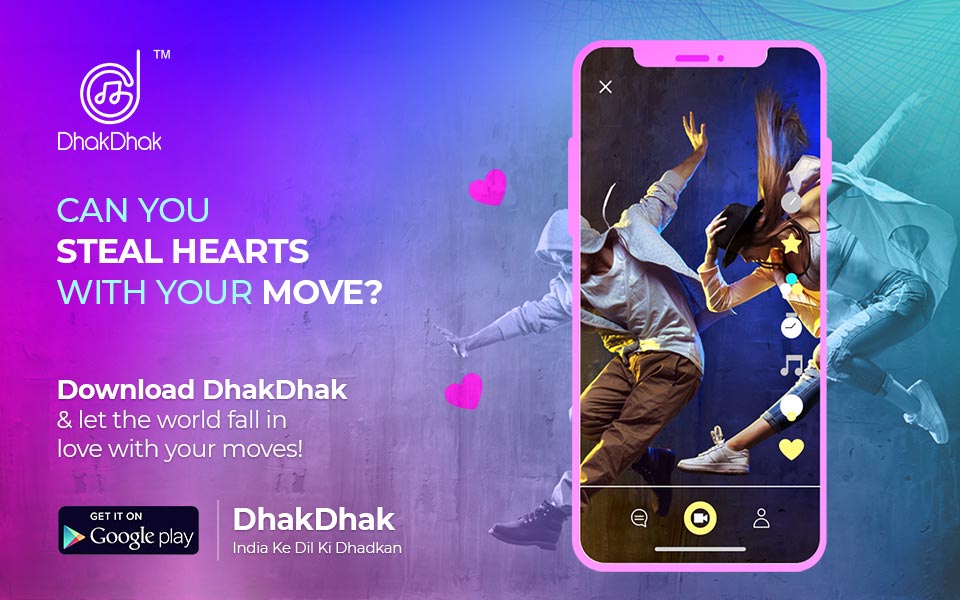 TM
DhakDhak
CAN YOU
STEAL HEARTS
WITH YOUR MOVE?
Download DhakDhak
& let the world fall in
love with your moves!
GET IT ON
Google play
DhakDhak
India Ke Dil Ki Dhadkan